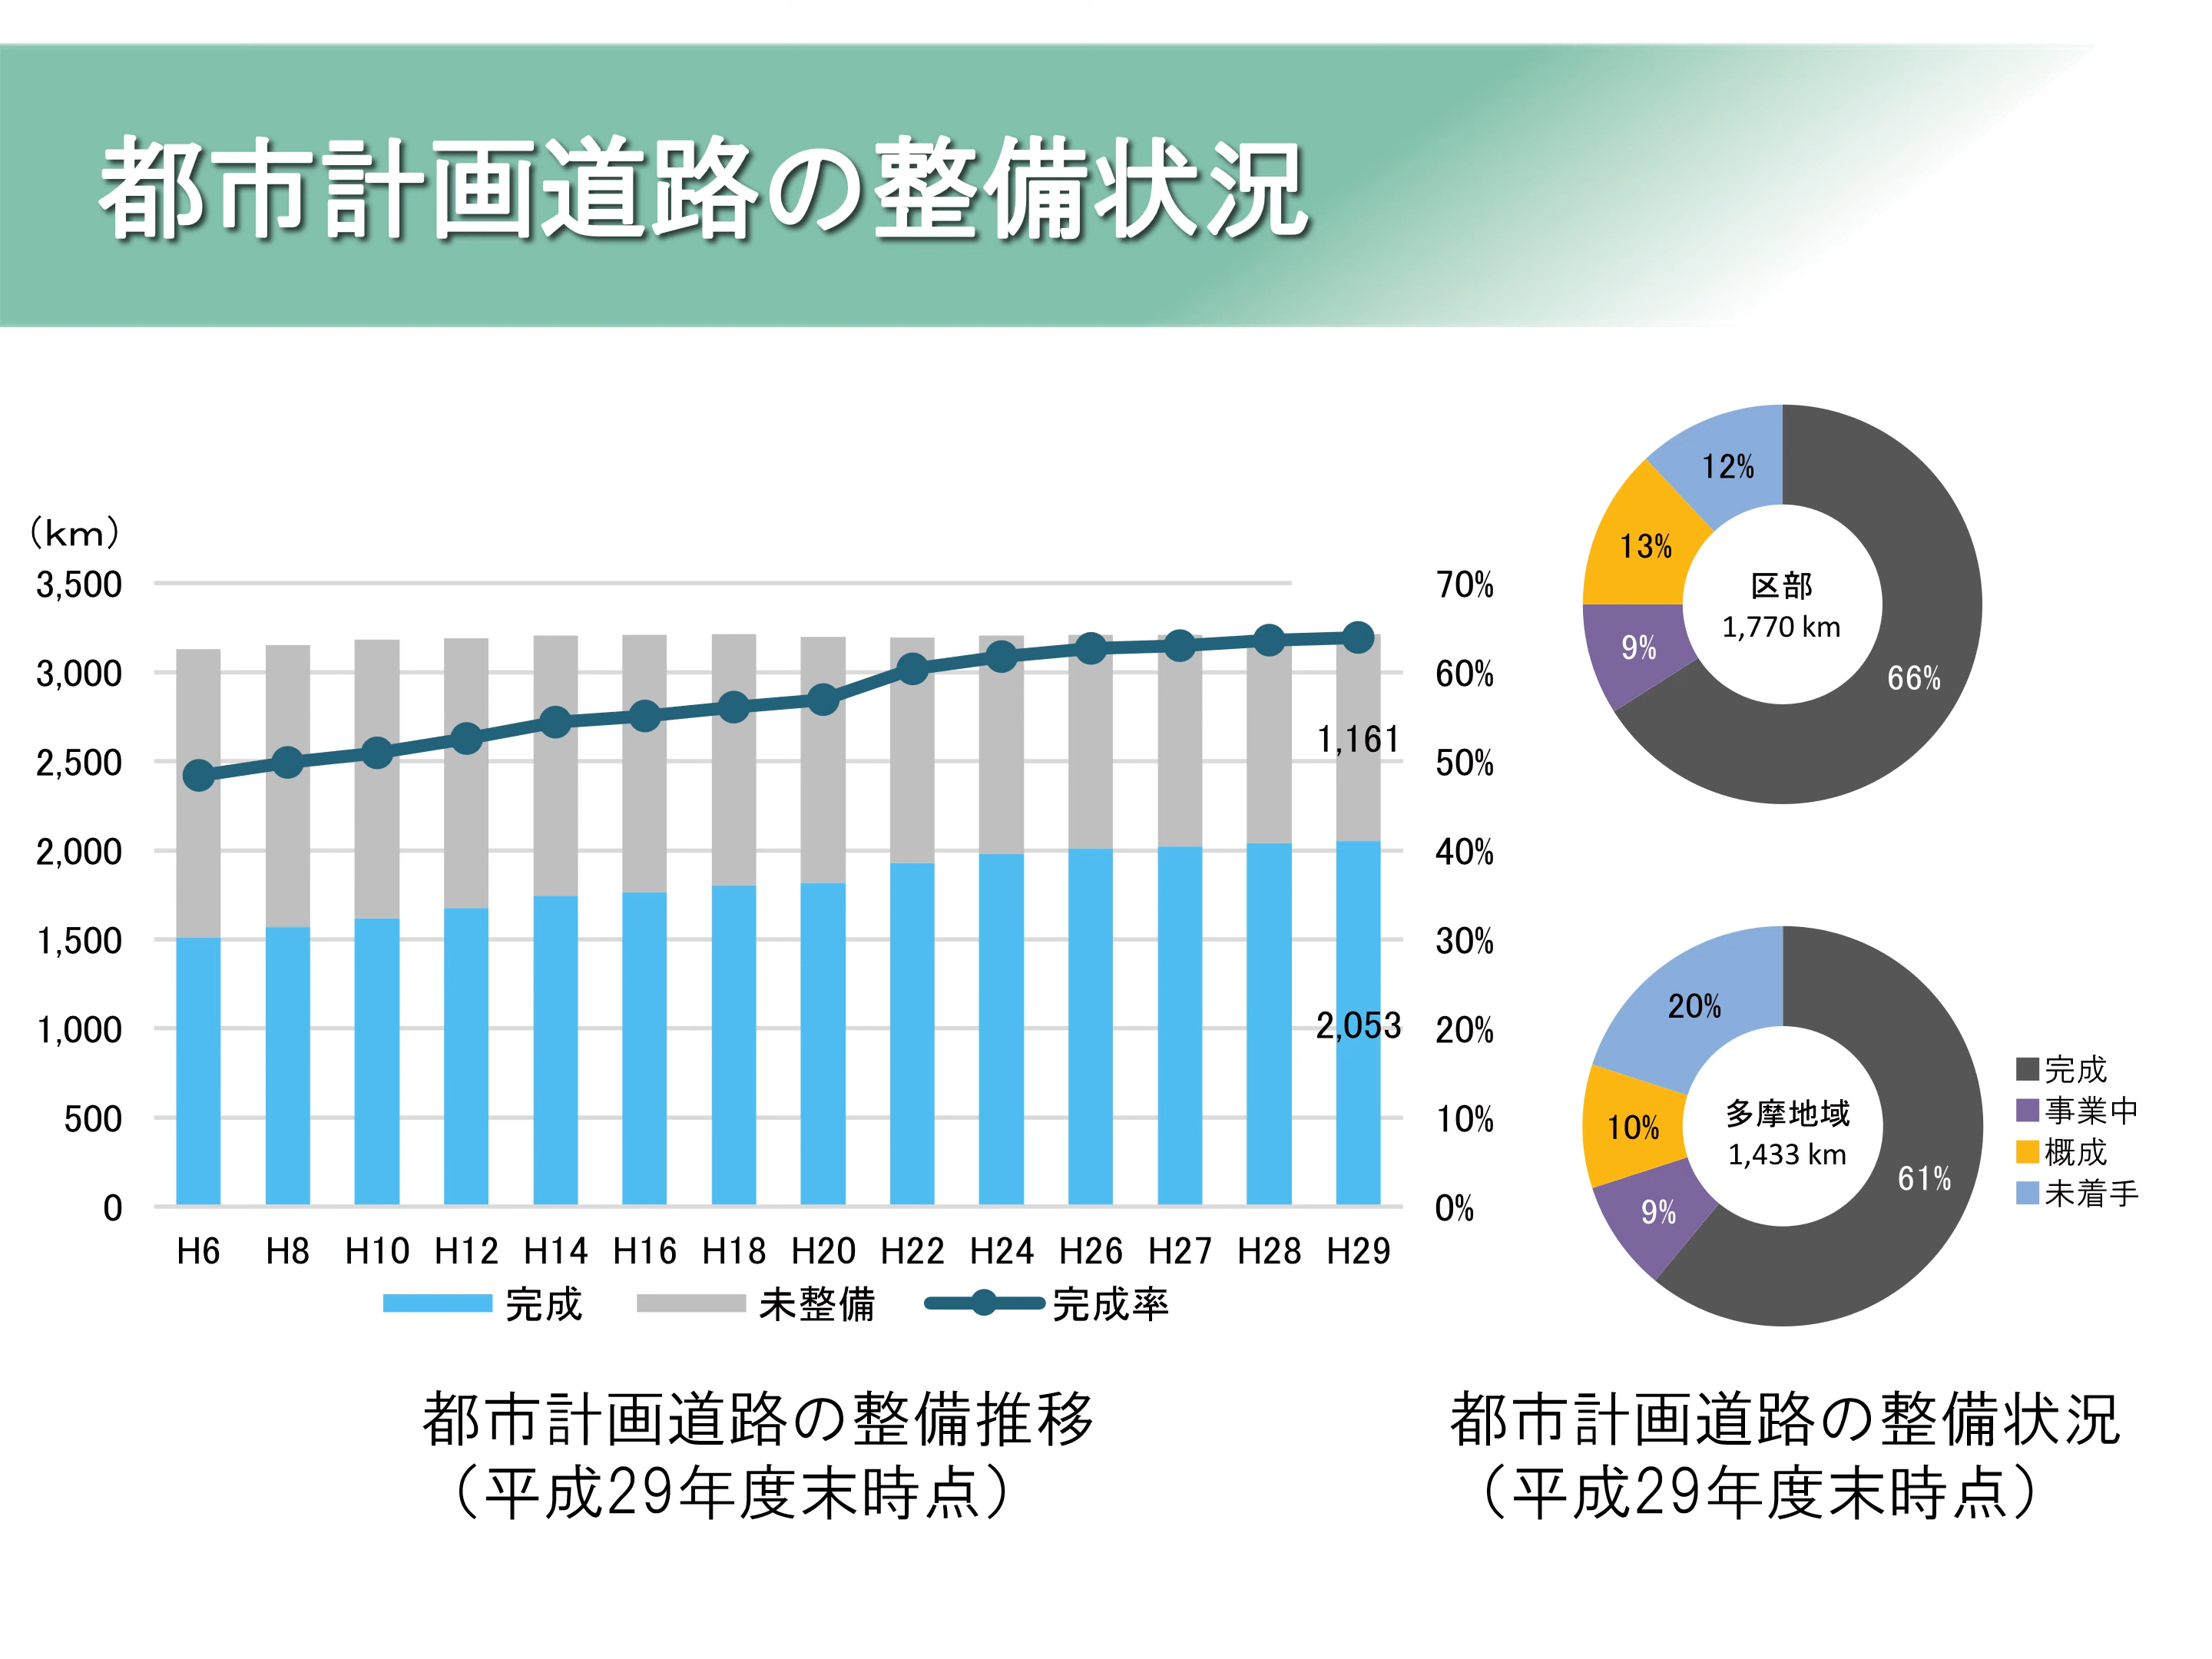 都市計画道路の整備状況
（km）
3,500
3,000
2,500
2,000
1,500
1,000
500
0
70%
60%
50%
40%
30%
20%
10%
0%
1,161
2,053
H6 H8 H10 H12 H14 H16 H18 H20 H22 H24 H26 H27 H28 H29
完成 未整備 完成率
都市計画道路の整備推移
（平成29年度末時点）
12%
13%
9%
66%
区部
1,770 km
20%
10%
9%
61%
多摩地域
1,433 km
完成
事業中
概成
未着手
都市計画道路の整備状況
（平成29年度末時点）